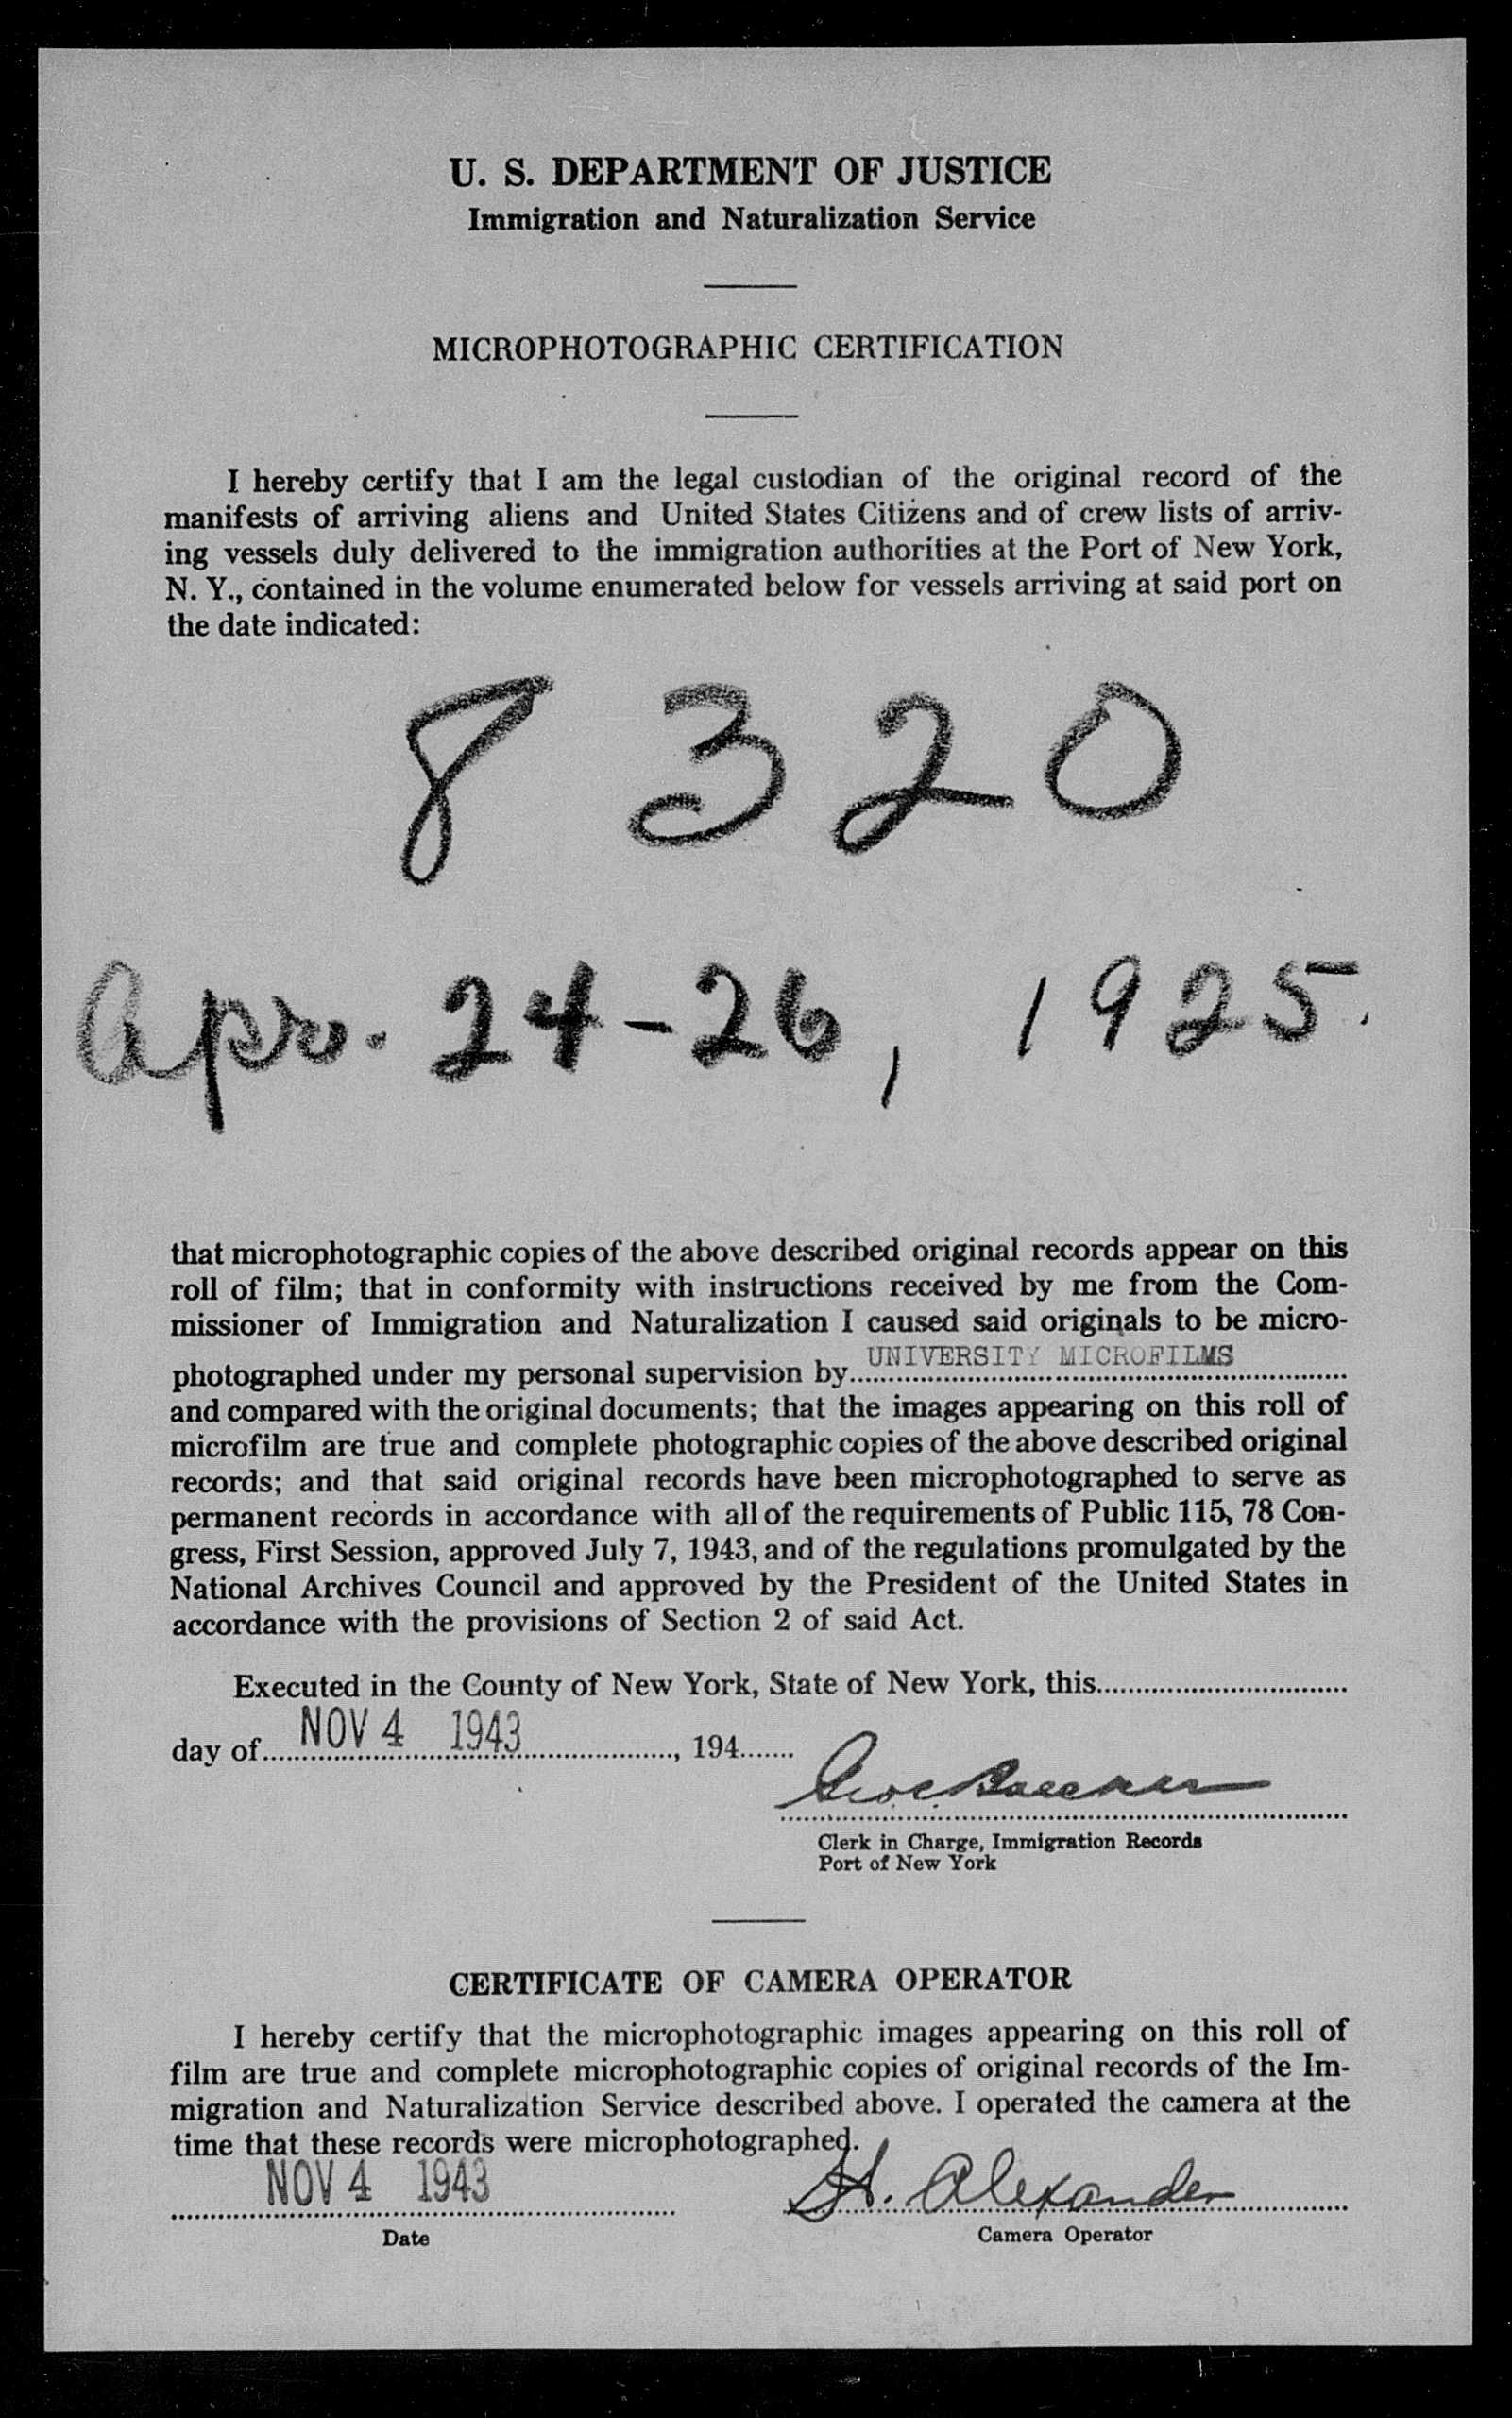 U. S. DEPARTMENT OF JUSTICE
Immigration and Naturalization Service
MICROPHOTOGRAPHIC CERTIFICATION
I hereby certify that I am the legal custodian of the original record of the
manifests of arriving aliens and United States Citizens and of crew lists of arriv-
ing vessels duly delivered to the immigration authorities at the Port of New York,
N. Y., contained in the volume enumerated below for vessels arriving at said port on
the date indicated:
8320
Apr. 24-26, 1925.
that microphotographic copies of the above described original records appear on this
roll of film; that in conformity with instructions received by me from the Com-
missioner of Immigration and Naturalization I caused said originals to be micro-
photographed under my personal supervision by UNIVERSITY MICROFILMS
and compared with the original documents; that the images appearing on this roll of
microfilm are true and complete photographic copies of the above described original
records; and that said original records have been microphotographed to serve as
permanent records in accordance with all of the requirements of Public 115, 78 Con-
gress, First Session, approved July 7, 1943, and of the regulations promulgated by the
National Archives Council and approved by the President of the United States in
accordance with the provisions of Section 2 of said Act.
Executed in the County of New York, State of New York, this
day of NOV 4 1943, 194
Clerk in Charge, Immigration Records
Port of New York
CERTIFICATE OF CAMERA OPERATOR
I hereby certify that the microphotographic images appearing on this roll of
film are true and complete microphotographic copies of original records of the Im-
migration and Naturalization Service described above. I operated the camera at the
time that these records were microphotographed.
NOV 4 1943 H. Alexander
Date Camera Operator